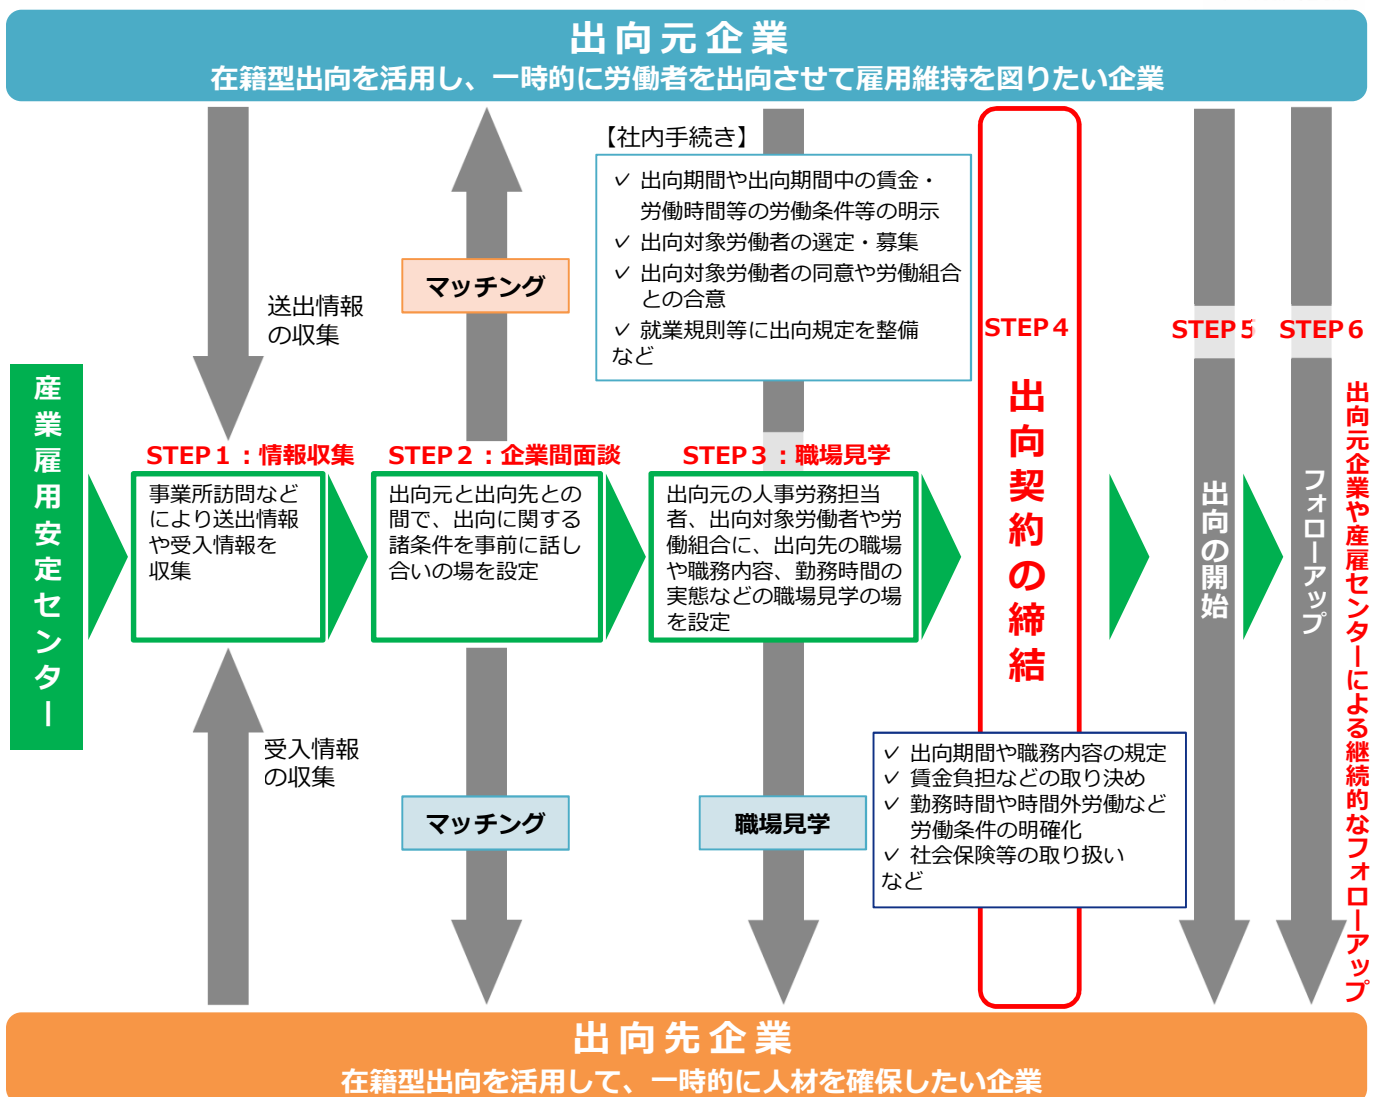 出向元企業
在籍型出向を活用し、一時的に労働者を出向させて雇用維持を図りたい企業
【社内手続き】
✓ 出向期間や出向期間中の賃金・
労働時間等の労働条件等の明示
✓ 出向対象労働者の選定・募集
✓ 出向対象労働者の同意や労働組合
との合意
✓ 就業規則等に出向規定を整備
など
マッチング
送出情報
の収集
産業雇用安定センター
STEP1：情報収集
事業所訪問など
により送出情報
や受入情報を
収集
STEP2：企業間面談
出向元と出向先との
間で、出向に関する
諸条件を事前に話し
合いの場を設定
STEP3：職場見学
出向元の人事労務担当
者、出向対象労働者や労
働組合に、出向先の職場
や職務内容、勤務時間の
実態などの職場見学の場
を設定
STEP4
出向契約の締結
STEP5
出向の開始
STEP6
フォローアップ
出向元企業や産雇センターによる継続的なフォローアップ
受入情報
の収集
マッチング
職場見学
✓ 出向期間や職務内容の規定
✓ 賃金負担などの取り決め
✓ 勤務時間や時間外労働など
労働条件の明確化
✓ 社会保険等の取り扱い
など
出向先企業
在籍型出向を活用して、一時的に人材を確保したい企業